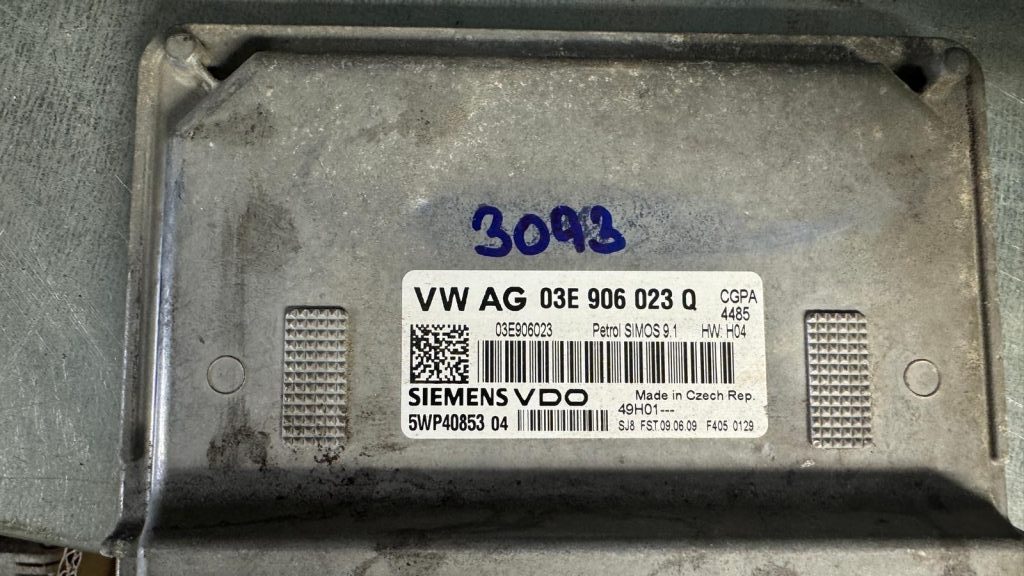 3093
VW AG 03E 906 023 Q CGPA
4485
03E906023 Petrol SIMOS 9.1 HW: H04
SIEMENS VDO Made in Czech Rep.
49H01---
5WP40853 04 SJ8 FST.09.06.09 F405 0129